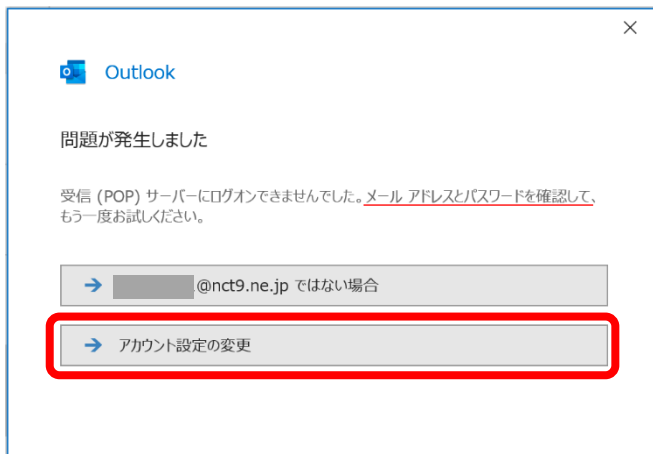 Outlook
問題が発生しました
受信 (POP) サーバーにログオンできませんでした。メール アドレスとパスワードを確認して、
もう一度お試しください。
@nct9.ne.jp ではない場合
アカウント設定の変更